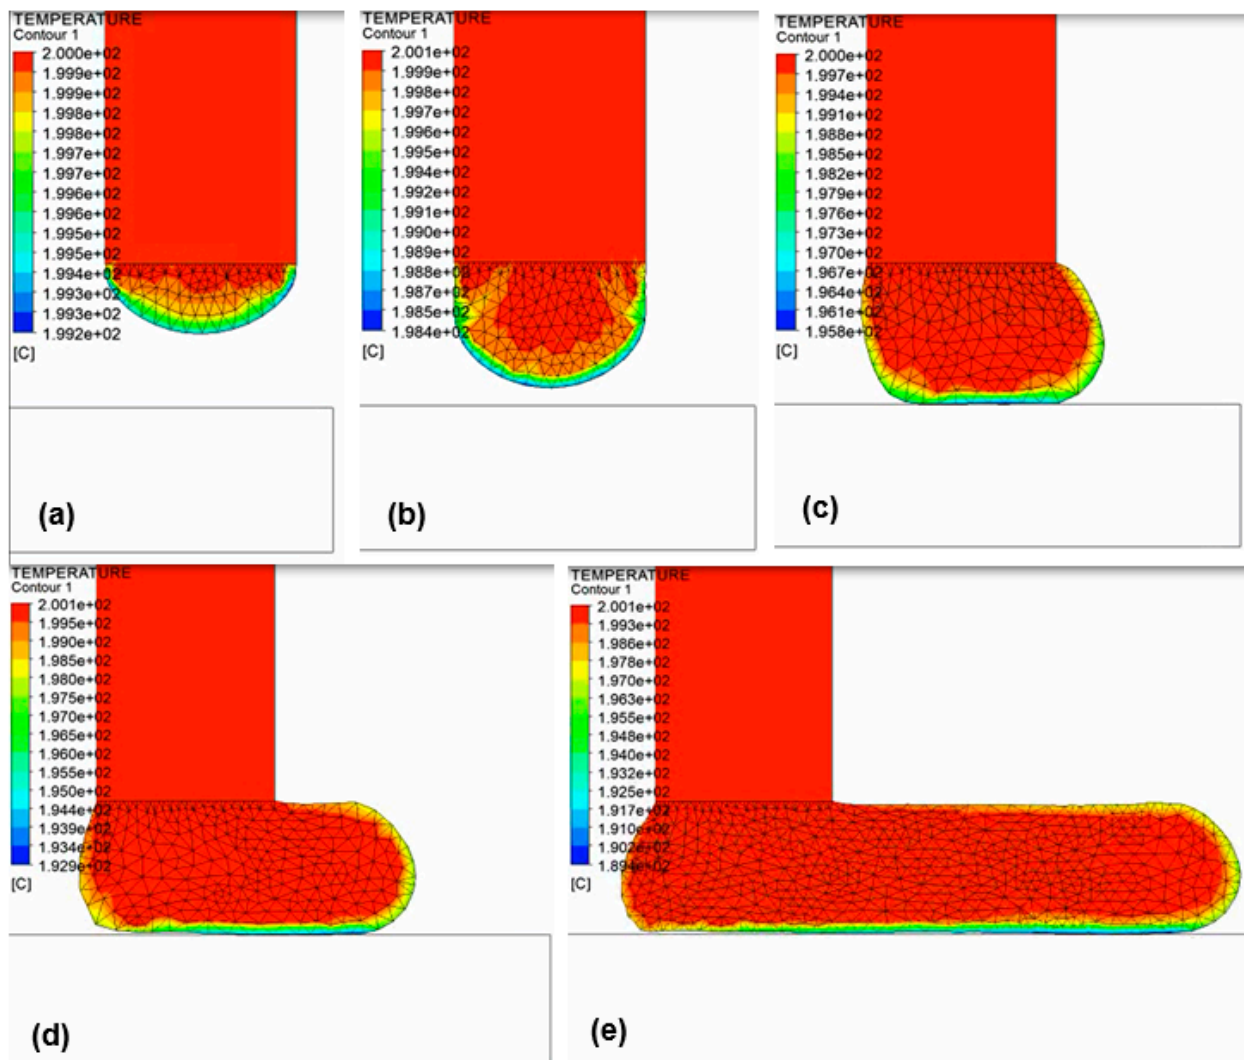 TEMPERATURE
Contour 1
2.000e+02
1.999e+02
1.999e+02
1.998e+02
1.998e+02
1.997e+02
1.997e+02
1.996e+02
1.996e+02
1.995e+02
1.995e+02
1.994e+02
1.993e+02
1.993e+02
1.992e+02
[C]
(a)
TEMPERATURE
Contour 1
2.001e+02
1.999e+02
1.998e+02
1.997e+02
1.996e+02
1.995e+02
1.994e+02
1.992e+02
1.991e+02
1.990e+02
1.989e+02
1.988e+02
1.987e+02
1.985e+02
1.984e+02
[C]
(b)
TEMPERATURE
Contour 1
2.000e+02
1.997e+02
1.994e+02
1.991e+02
1.988e+02
1.985e+02
1.982e+02
1.979e+02
1.976e+02
1.973e+02
1.970e+02
1.967e+02
1.964e+02
1.961e+02
1.958e+02
[C]
(c)
TEMPERATURE
Contour 1
2.001e+02
1.995e+02
1.990e+02
1.985e+02
1.980e+02
1.975e+02
1.970e+02
1.965e+02
1.960e+02
1.955e+02
1.950e+02
1.944e+02
1.939e+02
1.934e+02
1.929e+02
[C]
(d)
TEMPERATURE
Contour 1
2.001e+02
1.993e+02
1.986e+02
1.978e+02
1.970e+02
1.963e+02
1.955e+02
1.948e+02
1.940e+02
1.932e+02
1.925e+02
1.917e+02
1.910e+02
1.902e+02
1.894e+02
[C]
(e)